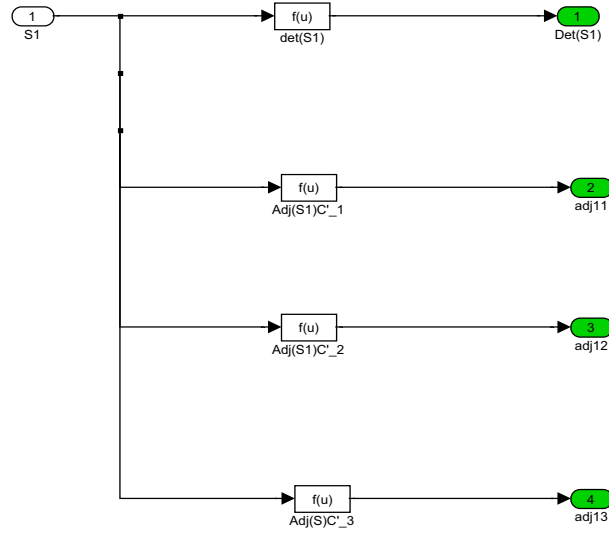 1
f(u)
1
S1
det(S1)
Det(S1)
f(u)
2
Adj(S1)C'_1
adj11
f(u)
3
Adj(S1)C'_2
adj12
f(u)
4
Adj(S)C'_3
adj13